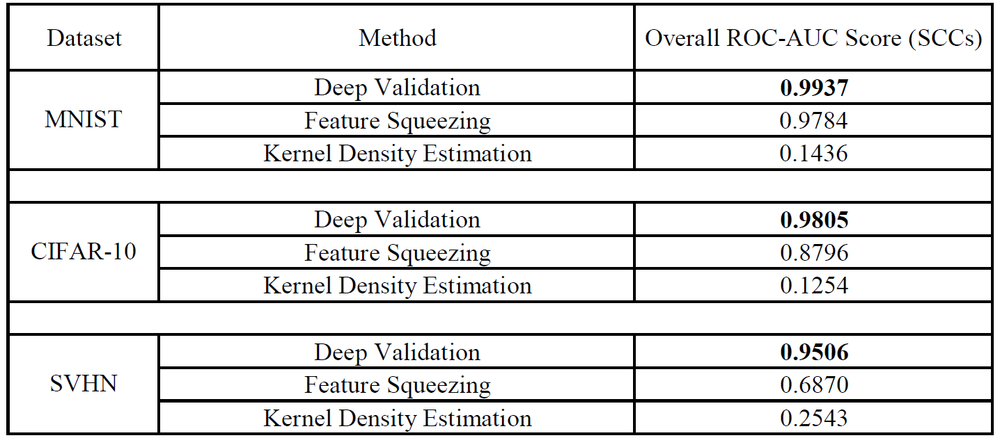 Dataset Method Overall ROC-AUC Score (SCCs)
MNIST Deep Validation 0.9937
Feature Squeezing 0.9784
Kernel Density Estimation 0.1436
CIFAR-10 Deep Validation 0.9805
Feature Squeezing 0.8796
Kernel Density Estimation 0.1254
SVHN Deep Validation 0.9506
Feature Squeezing 0.6870
Kernel Density Estimation 0.2543